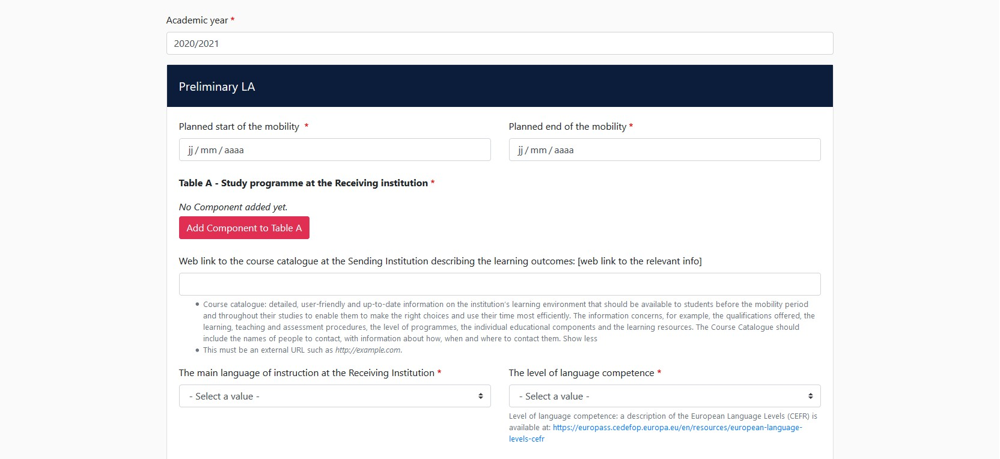 Academic year *
2020/2021
Preliminary LA
Planned start of the mobility *
Planned end of the mobility *
jj / mm / aaaa
jj / mm / aaaa
Table A - Study programme at the Receiving institution *
No Component added yet.
Add Component to Table A
Web link to the course catalogue at the Sending Institution describing the learning outcomes: [web link to the relevant info]
• Course catalogue: detailed, user-friendly and up-to-date information on the institution's learning environment that should be available to students before the mobility period
and throughout their studies to enable them to make the right choices and use their time most efficiently. The information concerns, for example, the qualifications offered, the
learning, teaching and assessment procedures, the level of programmes, the individual educational components and the learning resources. The Course Catalogue should
include the names of people to contact, with information about how, when and where to contact them. Show less
• This must be an external URL such as http://example.com.
The main language of instruction at the Receiving Institution *
- Select a value -
The level of language competence *
- Select a value -
Level of language competence: a description of the European Language Levels (CEFR) is
available at: https://europass.cedefop.europa.eu/en/resources/european-language-
levels-cefr